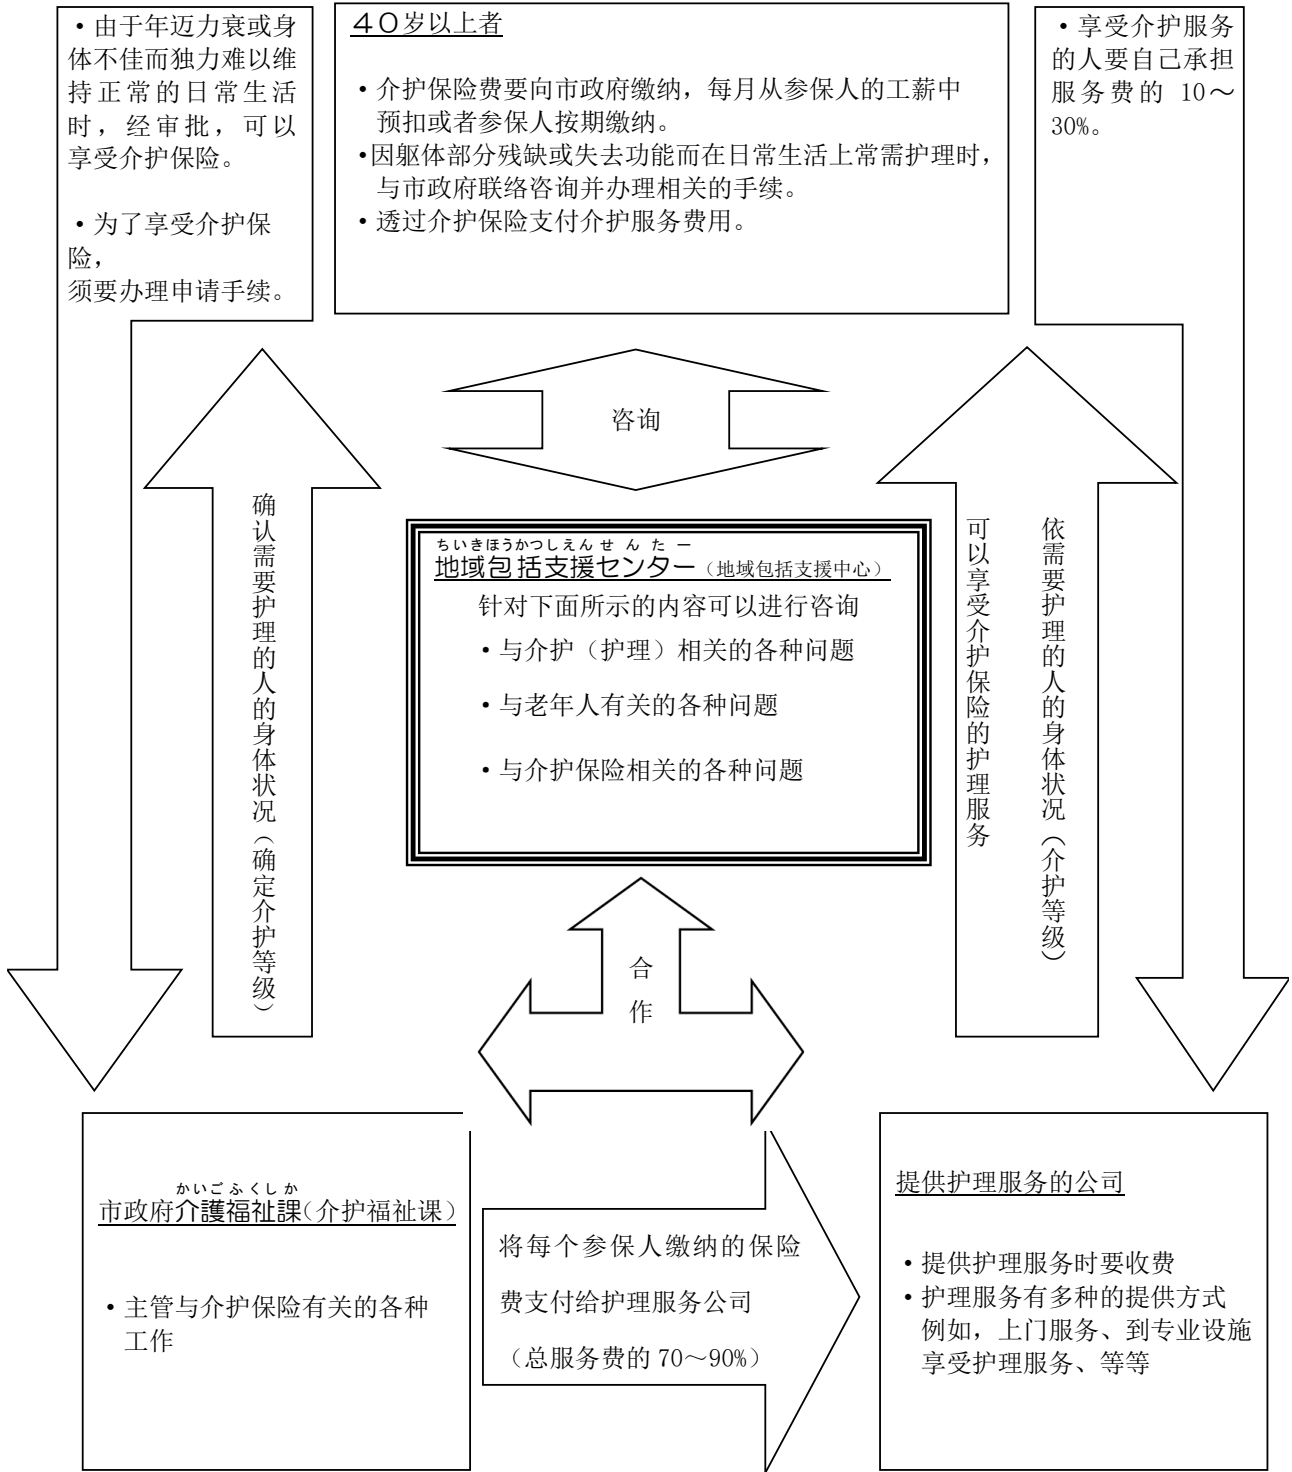 ・由于年迈力衰或身
体不佳而独力难以维
持正常的日常生活
时，经审批，可以
享受介护保险。
・为了享受介护保
险，
须要办理申请手续。
４０岁以上者
・介护保险费要向市政府缴纳，每月从参保人的工薪中
预扣或者参保人按期缴纳。
・因躯体部分残缺或失去功能而在日常生活上常需护理时，
与市政府联络咨询并办理相关的手续。
・透过介护保险支付介护服务费用。
・享受介护服务
的人要自己承担
服务费的 10～
30%。
咨询
确认需要护理的人的身体状况（确定介护等级）
ちいきほうかつしえんせんたー
地域包括支援センター（地域包括支援中心）
针对下面所示的内容可以进行咨询
・与介护（护理）相关的各种问题
・与老年人有关的各种问题
・与介护保险相关的各种问题
依需要护理的人的身体状况（介护等级）
可以享受介护保险的护理服务
合
作
かいごふくしか
市政府介護福祉課（介护福祉课）
・主管与介护保险有关的各种
工作
将每个参保人缴纳的保险
费支付给护理服务公司
（总服务费的 70～90%）
提供护理服务的公司
・提供护理服务时要收费
・护理服务有多种的提供方式
例如，上门服务、到专业设施
享受护理服务、等等